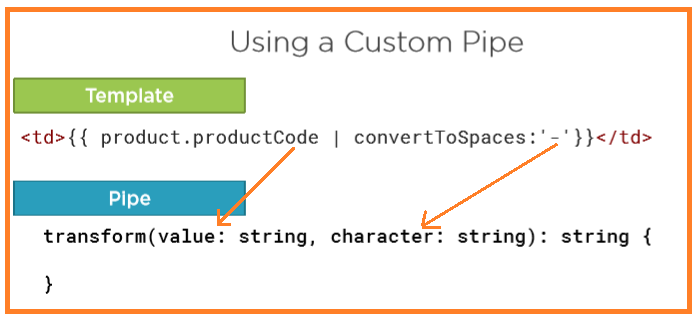 Using a Custom Pipe
Template
<td>{{ product.productCode | convertToSpaces:'-'}}</td>
Pipe
transform(value: string, character: string): string {
}